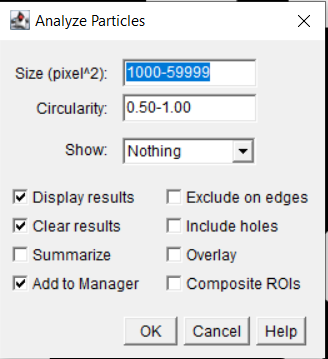 Analyze Particles
Size (pixel^2): 1000-59999
Circularity: 0.50-1.00
Show: Nothing
Display results Exclude on edges
Clear results Include holes
Summarize Overlay
Add to Manager Composite ROIs
OK Cancel Help